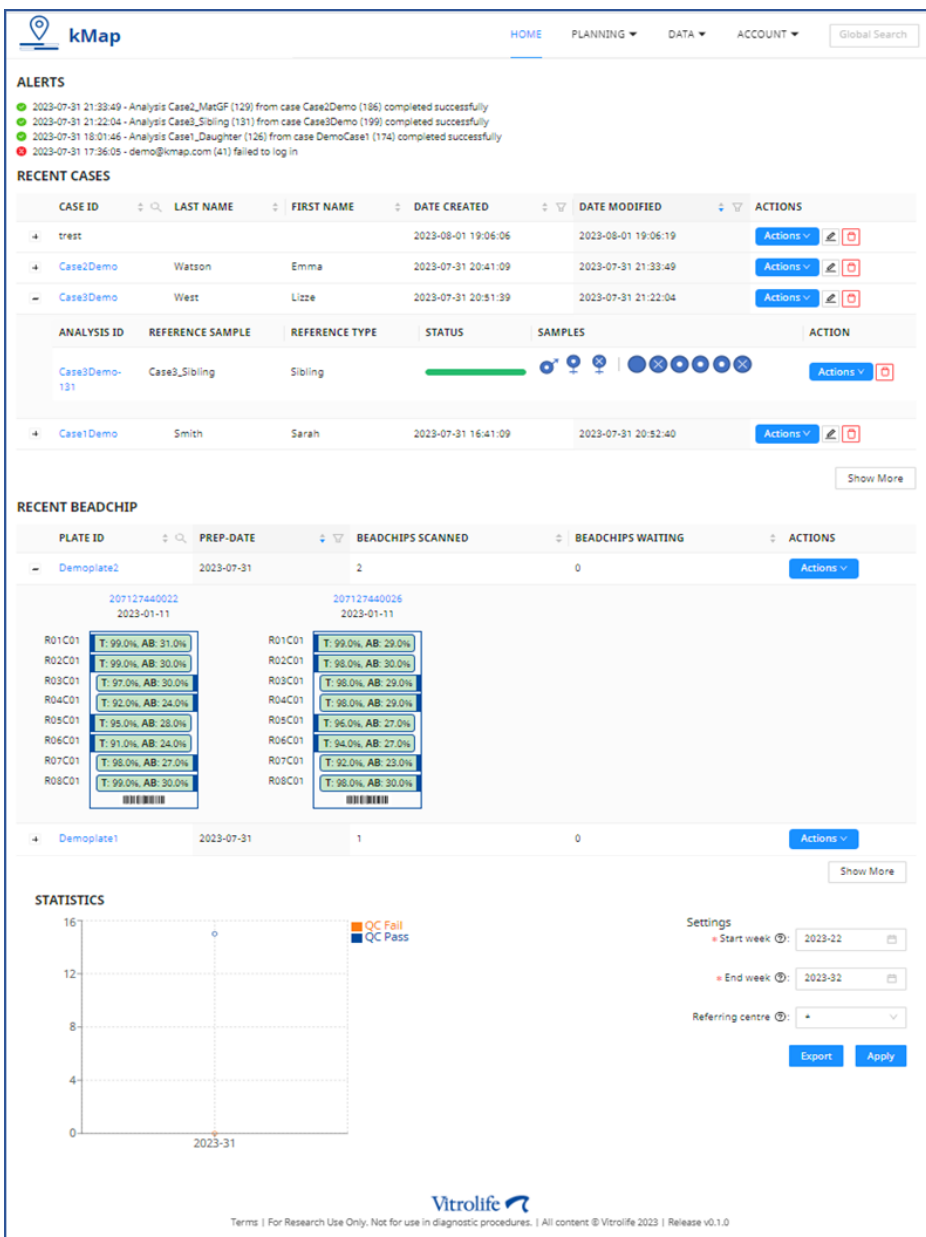 kMap
HOME PLANNING DATA ACCOUNT Global Search
ALERTS
2023-07-31 21:33:49 - Analysis Case2_MatGF (129) from case Case2Demo (186) completed successfully
2023-07-31 21:22:04 - Analysis Case3_Sibling (131) from case Case3Demo (199) completed successfully
2023-07-31 18:01:46 - Analysis Case1_Daughter (126) from case DemoCase1 (174) completed successfully
2023-07-31 17:36:05 - demo@kmap.com (41) failed to log in
RECENT CASES
CASE ID LAST NAME FIRST NAME DATE CREATED DATE MODIFIED ACTIONS
+ trest 2023-08-01 19:06:06 2023-08-01 19:06:19 Actions
+ Case2Demo Watson Emma 2023-07-31 20:41:09 2023-07-31 21:33:49 Actions
- Case3Demo West Lizze 2023-07-31 20:51:39 2023-07-31 21:22:04 Actions
ANALYSIS ID REFERENCE SAMPLE REFERENCE TYPE STATUS SAMPLES ACTION
Case3Demo-131 Case3_Sibling Sibling Actions
+ Case1Demo Smith Sarah 2023-07-31 16:41:09 2023-07-31 20:52:40 Actions
Show More
RECENT BEADCHIP
PLATE ID PREP-DATE BEADCHIPS SCANNED BEADCHIPS WAITING ACTIONS
- Demoplate2 2023-07-31 2 0 Actions
207127440022 207127440026
2023-01-11 2023-01-11
R01C01 T: 99.0%, AB: 31.0% R01C01 T: 99.0%, AB: 29.0%
R02C01 T: 99.0%, AB: 30.0% R02C01 T: 98.0%, AB: 30.0%
R03C01 T: 97.0%, AB: 30.0% R03C01 T: 98.0%, AB: 29.0%
R04C01 T: 92.0%, AB: 24.0% R04C01 T: 98.0%, AB: 29.0%
R05C01 T: 95.0%, AB: 28.0% R05C01 T: 96.0%, AB: 27.0%
R06C01 T: 91.0%, AB: 24.0% R06C01 T: 94.0%, AB: 27.0%
R07C01 T: 98.0%, AB: 27.0% R07C01 T: 92.0%, AB: 23.0%
R08C01 T: 99.0%, AB: 30.0% R08C01 T: 98.0%, AB: 30.0%
+ Demoplate1 2023-07-31 1 0 Actions
Show More
STATISTICS
16
12
8
4
0
2023-31
QC Fail
QC Pass
Settings
* Start week ?: 2023-22
* End week ?: 2023-32
Referring centre ?: *
Export Apply
Vitrolife
Terms | For Research Use Only. Not for use in diagnostic procedures. | All content © Vitrolife 2023 | Release v0.1.0